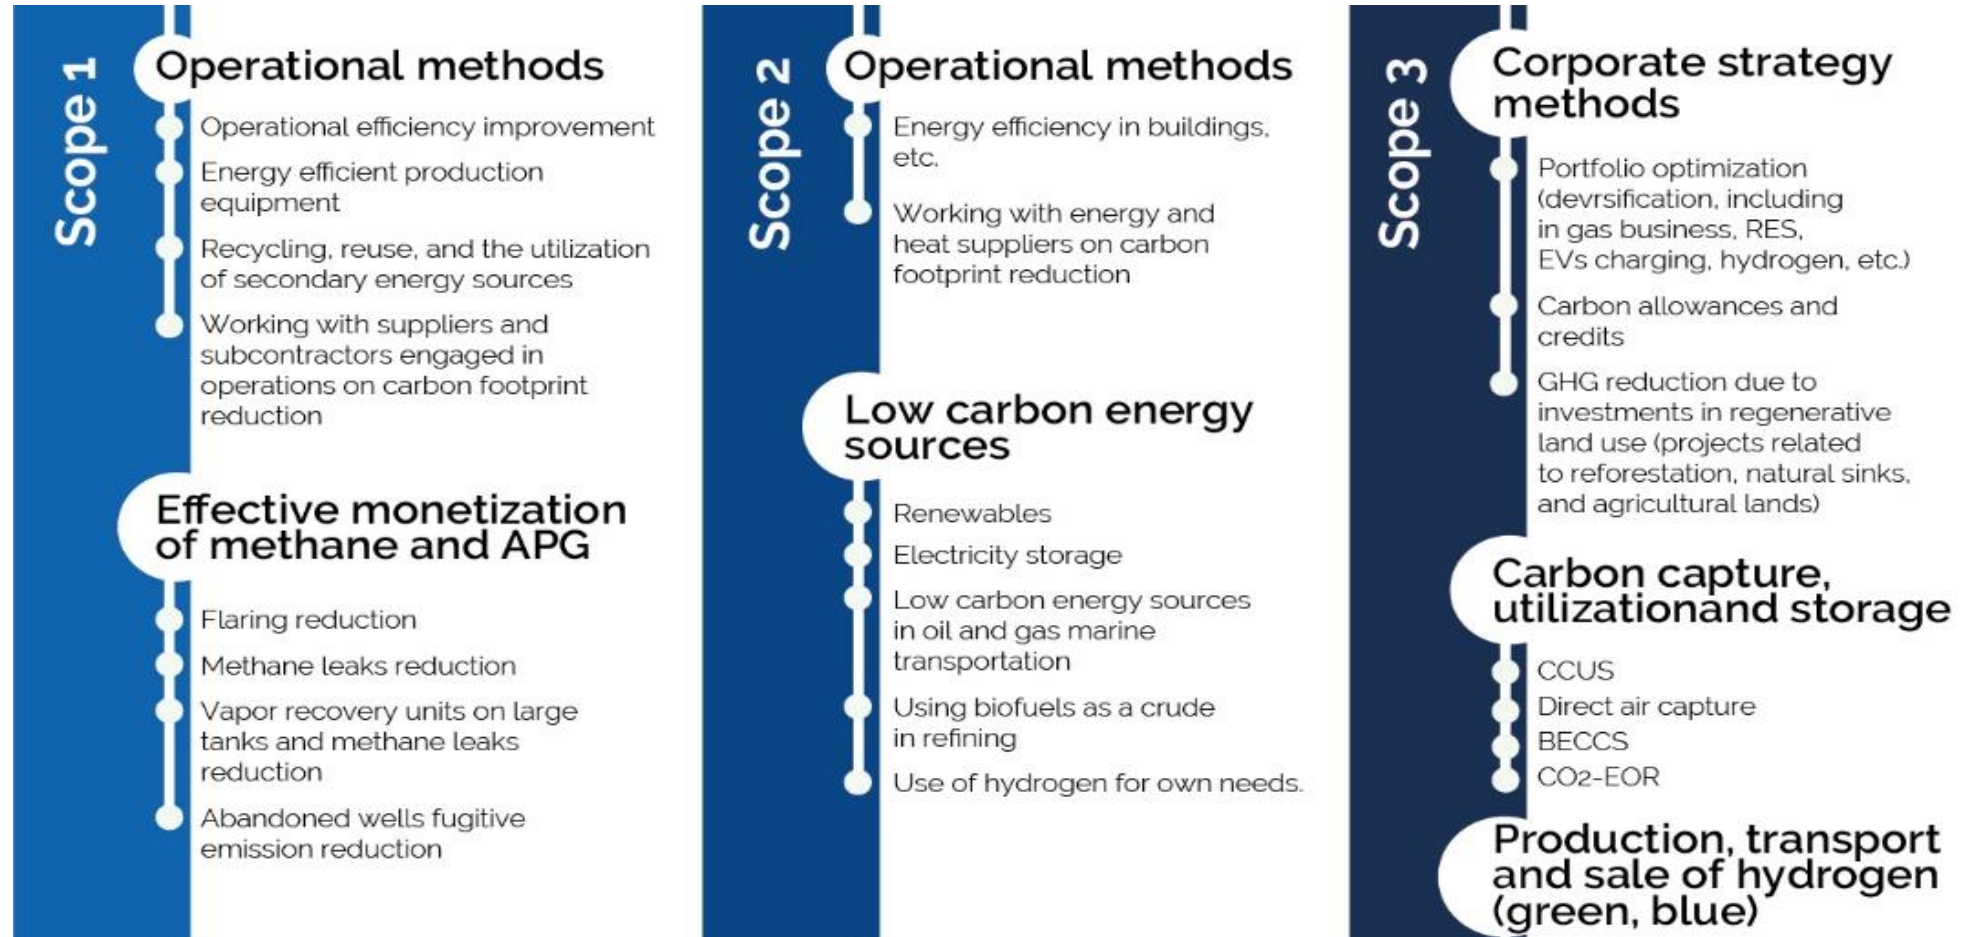 Scope 1
Operational methods
Operational efficiency improvement
Energy efficient production
equipment
Recycling, reuse, and the utilization
of secondary energy sources
Working with suppliers and
subcontractors engaged in
operations on carbon footprint
reduction
Effective monetization
of methane and APG
Flaring reduction
Methane leaks reduction
Vapor recovery units on large
tanks and methane leaks
reduction
Abandoned wells fugitive
emission reduction
Scope 2
Operational methods
Energy efficiency in buildings,
etc.
Working with energy and
heat suppliers on carbon
footprint reduction
Low carbon energy
sources
Renewables
Electricity storage
Low carbon energy sources
in oil and gas marine
transportation
Using biofuels as a crude
in refining
Use of hydrogen for own needs.
Scope 3
Corporate strategy
methods
Portfolio optimization
(devrsification, including
in gas business, RES,
EVs charging, hydrogen, etc.)
Carbon allowances and
credits
GHG reduction due to
investments in regenerative
land use (projects related
to reforestation, natural sinks,
and agricultural lands)
Carbon capture,
utilizationand storage
CCUS
Direct air capture
BECCS
CO2-EOR
Production, transport
and sale of hydrogen
(green, blue)